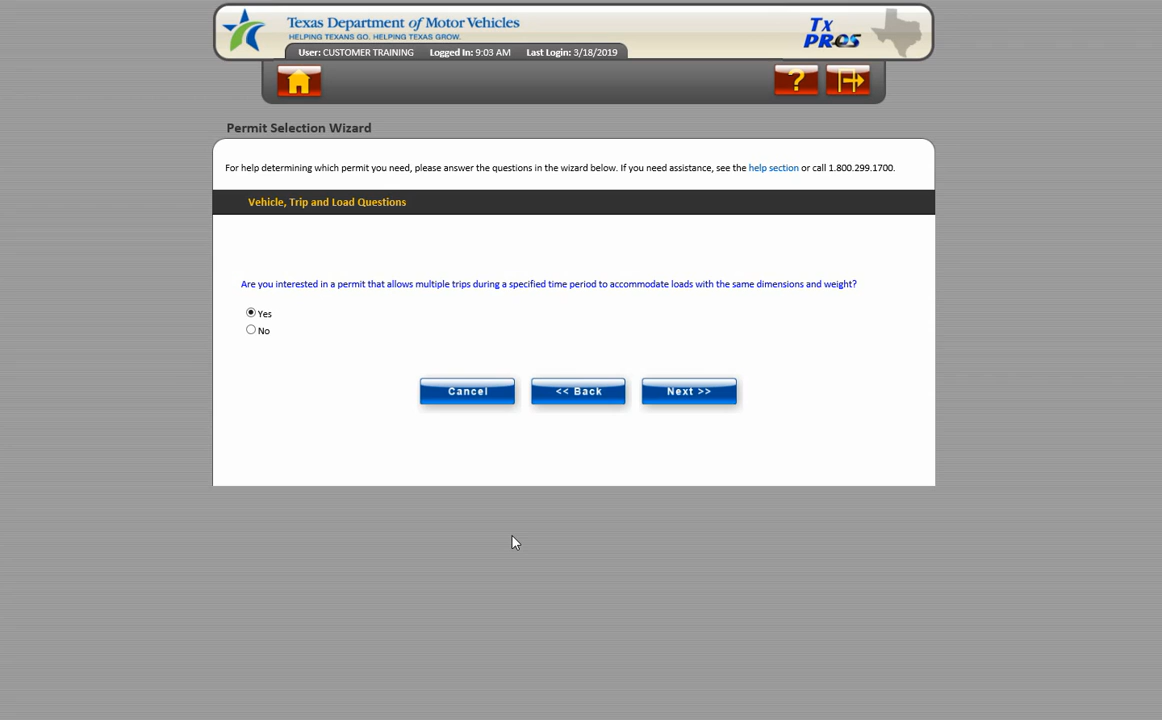 Texas Department of Motor Vehicles
HELPING TEXANS GO. HELPING TEXAS GROW.
Tx
PROS
User: CUSTOMER TRAINING Logged In: 9:03 AM Last Login: 3/18/2019
?
Permit Selection Wizard
For help determining which permit you need, please answer the questions in the wizard below. If you need assistance, see the help section or call 1.800.299.1700.
Vehicle, Trip and Load Questions
Are you interested in a permit that allows multiple trips during a specified time period to accommodate loads with the same dimensions and weight?
Yes
No
Cancel << Back Next >>